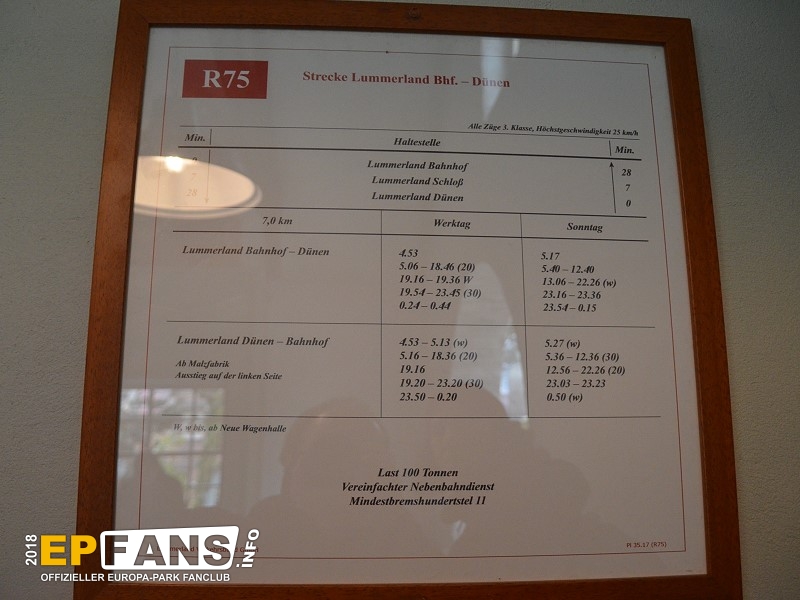 R75
Strecke Lummerland Bhf. – Dünen
Alle Züge 3. Klasse, Höchstgeschwindigkeit 25 km/h
Min. Haltestelle Min.
0 Lummerland Bahnhof 28
7 Lummerland Schloß 7
28 Lummerland Dünen 0
7,0 km Werktag Sonntag
Lummerland Bahnhof – Dünen 4.53 5.17
5.06 – 18.46 (20) 5.40 – 12.40
19.16 – 19.36 W 13.06 – 22.26 (w)
19.54 – 23.45 (30) 23.16 – 23.36
0.24 – 0.44 23.54 – 0.15
Lummerland Dünen – Bahnhof 4.53 – 5.13 (w) 5.27 (w)
Ab Malzfabrik 5.16 – 18.36 (20) 5.36 – 12.36 (30)
Ausstieg auf der linken Seite 19.16 12.56 – 22.26 (20)
19.20 – 23.20 (30) 23.03 – 23.23
23.50 – 0.20 0.50 (w)
W, w bis, ab Neue Wagenhalle
Last 100 Tonnen
Vereinfachter Nebenbahndienst
Mindestbremshundertstel 11
Pl 35.17 (R75)
2018 EPFANS.INFO
OFFIZIELLER EUROPA-PARK FANCLUB